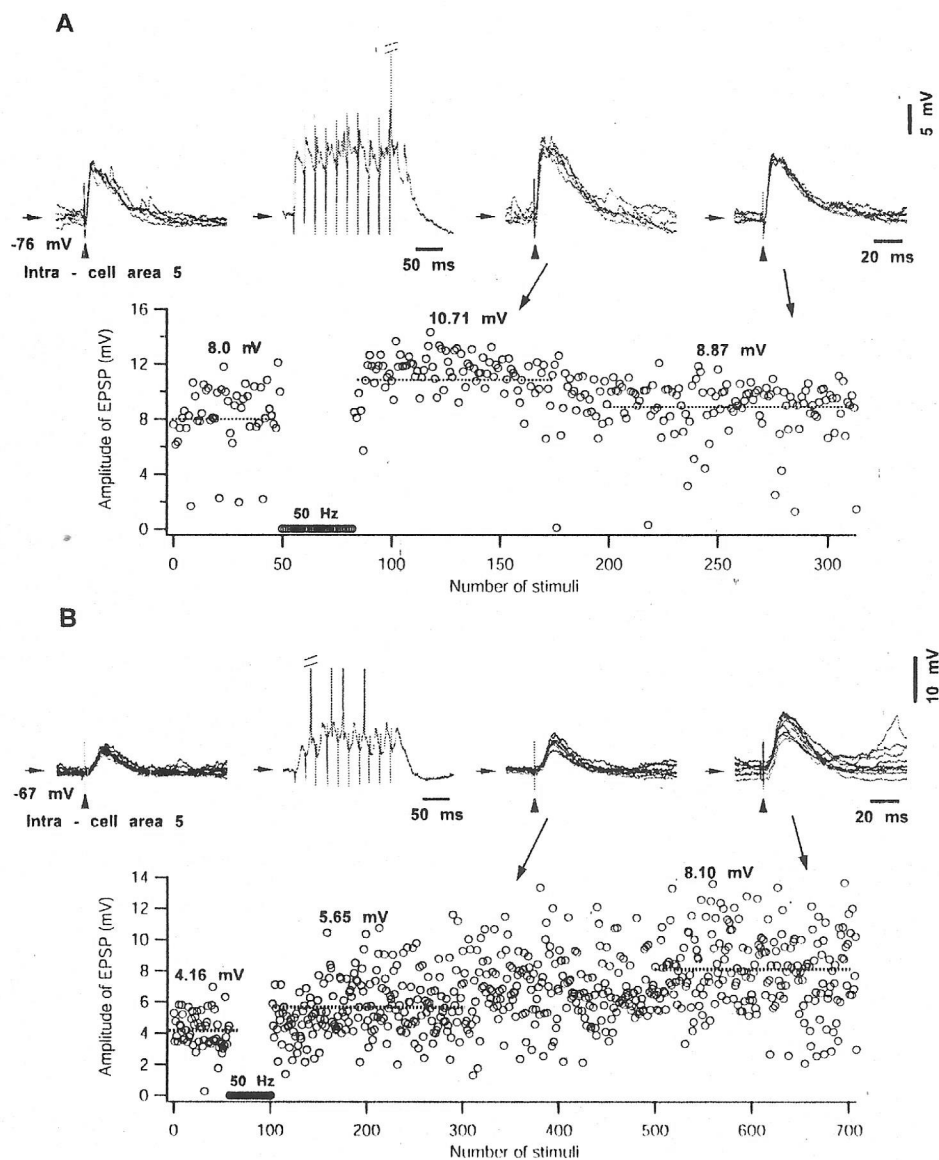 A
5 mV
-76 mV
50 ms
20 ms
Intra - cell area 5
16
12
8
4
0
Amplitude of EPSP (mV)
8.0 mV
10.71 mV
8.87 mV
50 Hz
0 50 100 150 200 250 300
Number of stimuli
B
10 mV
-67 mV
50 ms
20 ms
Intra - cell area 5
14
12
10
8
6
4
2
0
Amplitude of EPSP (mV)
4.16 mV
5.65 mV
8.10 mV
50 Hz
0 100 200 300 400 500 600 700
Number of stimuli